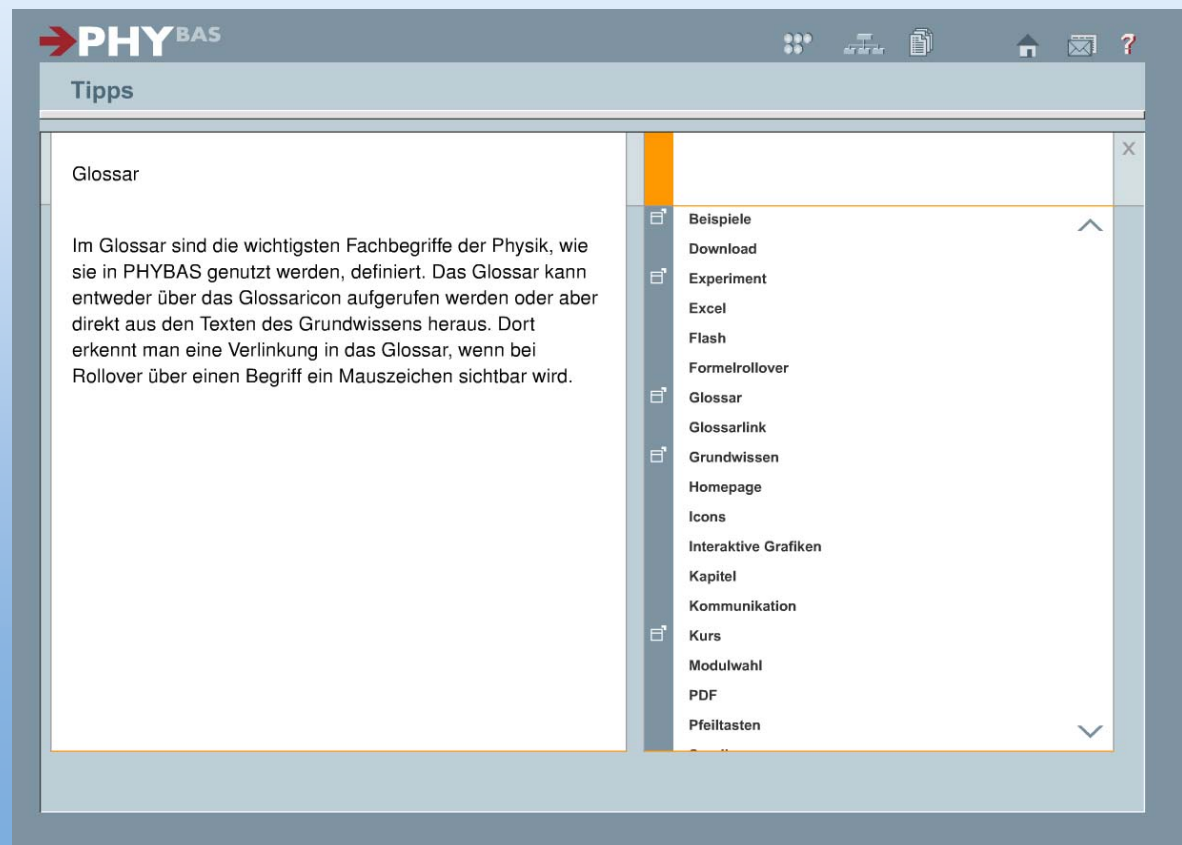 PHYBAS
?
Tipps
X
Glossar
Im Glossar sind die wichtigsten Fachbegriffe der Physik, wie
sie in PHYBAS genutzt werden, definiert. Das Glossar kann
entweder über das Glossaricon aufgerufen werden oder aber
direkt aus den Texten des Grundwissens heraus. Dort
erkennt man eine Verlinkung in das Glossar, wenn bei
Rollover über einen Begriff ein Mauszeichen sichtbar wird.
Beispiele
Download
Experiment
Excel
Flash
Formelrollover
Glossar
Glossarlink
Grundwissen
Homepage
Icons
Interaktive Grafiken
Kapitel
Kommunikation
Kurs
Modulwahl
PDF
Pfeiltasten